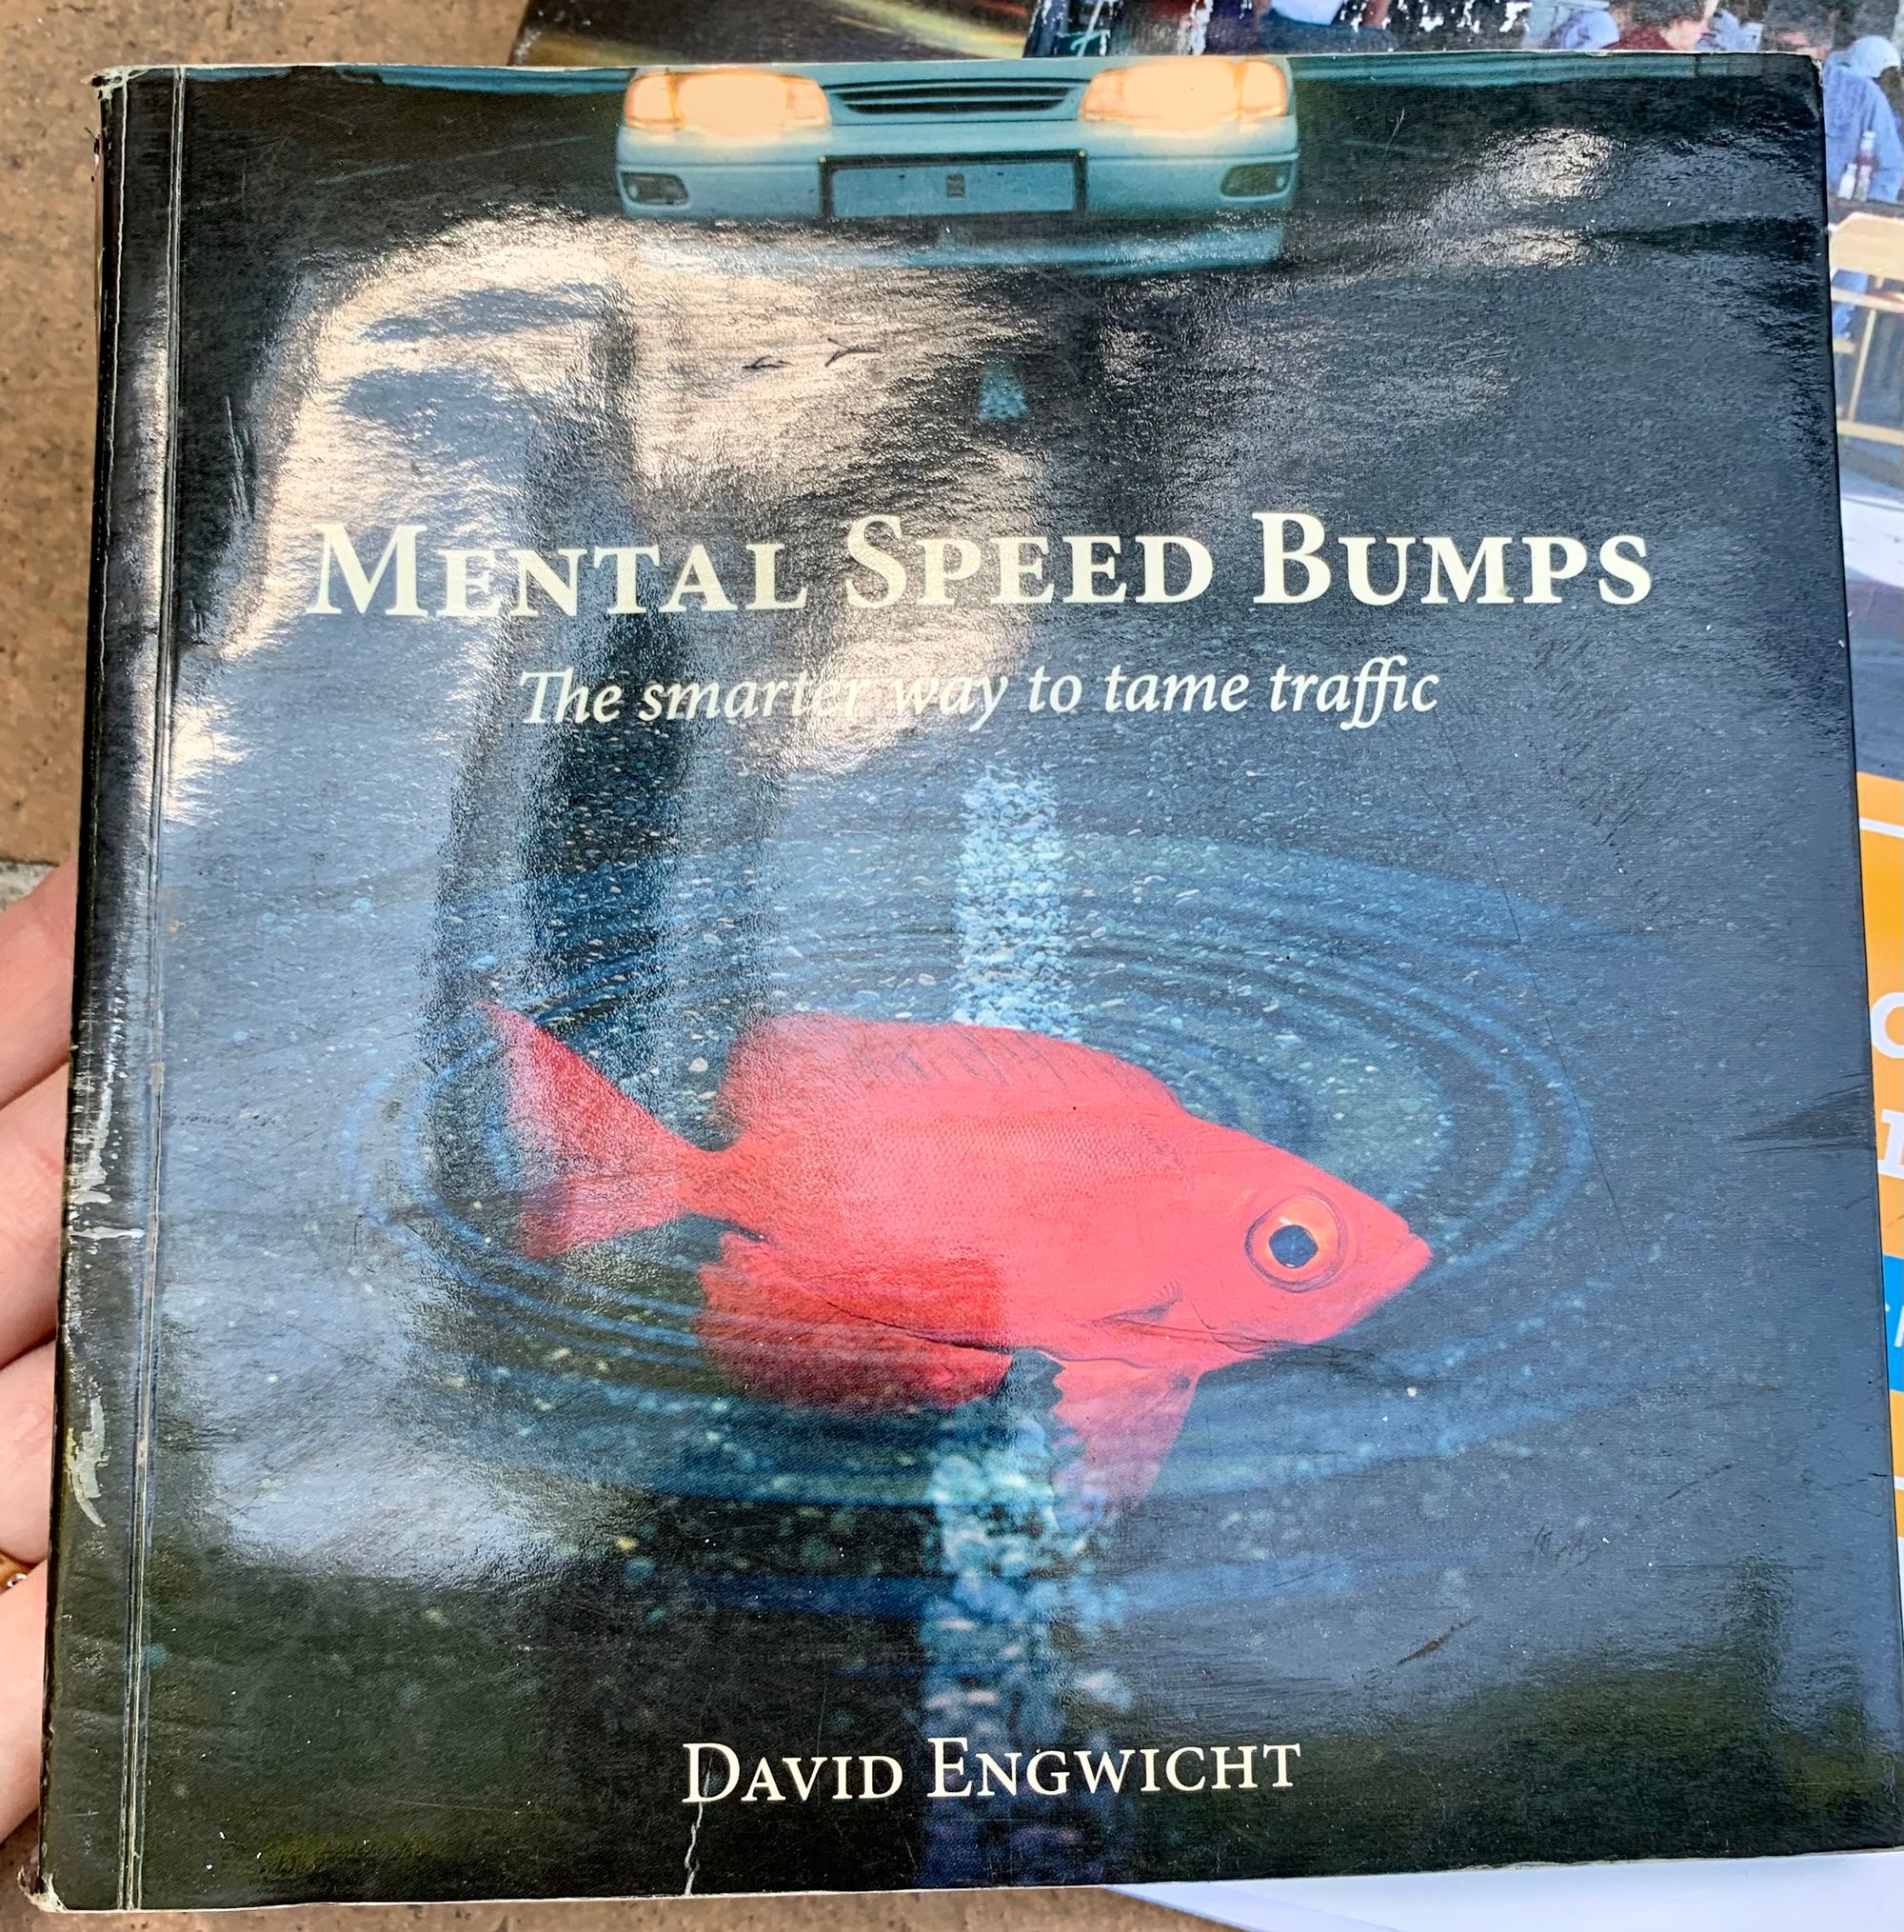 MENTAL SPEED BUMPS
The smarter way to tame traffic
DAVID ENGWICHT